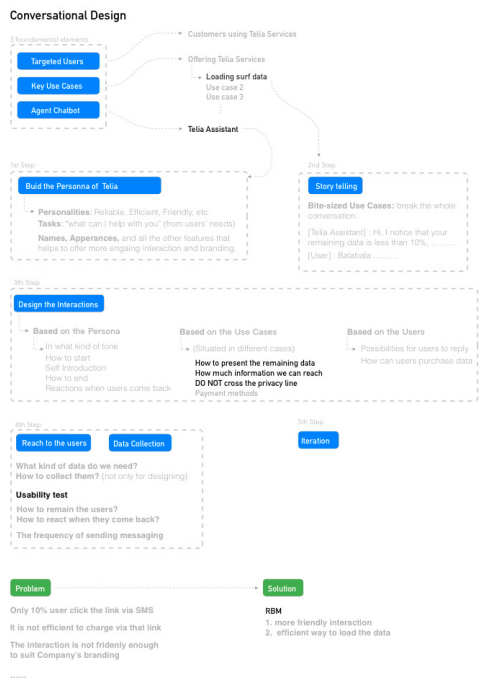 Conversational Design
3 foundamental elements
Targeted Users
Key Use Cases
Agent Chatbot
Customers using Telia Services
Offering Telia Services
Loading surf data
Use case 2
Use case 3
Telia Assistant
1st Step
Buid the Personna of Telia
Personalities: Reliable, Efficient, Friendly, etc
Tasks: “what can I help with you” (from users’ needs)
Names, Apperances, and all the other features that
helps to offer more engaing interaction and branding.
2nd Step
Story telling
Bite-sized Use Cases: break the whole
conversation.
[Telia Assistant] : Hi, I notice that your
remaining data is less than 10%, ..........
[User] : Balabala ..........
3th Step
Design the Interactions
Based on the Persona
In what kind of tone
How to start
Self Introduction
How to end
Reactions when users come back
Based on the Use Cases
(Situated in different cases)
How to present the remaining data
How much information we can reach
DO NOT cross the privacy line
Payment methods
Based on the Users
Possibilities for users to reply
How can users purchase data
4th Step
Reach to the users
Data Collection
What kind of data do we need?
How to collect them? (not only for designing)
Usability test
How to remain the users?
How to react when they come back?
The frequency of sending messaging
5th Step
Iteration
Problem
Only 10% user click the link via SMS
It is not efficient to charge via that link
The interaction is not fridenly enough
to suit Company’s branding
......
Solution
RBM
1. more friendly interaction
2. efficient way to load the data